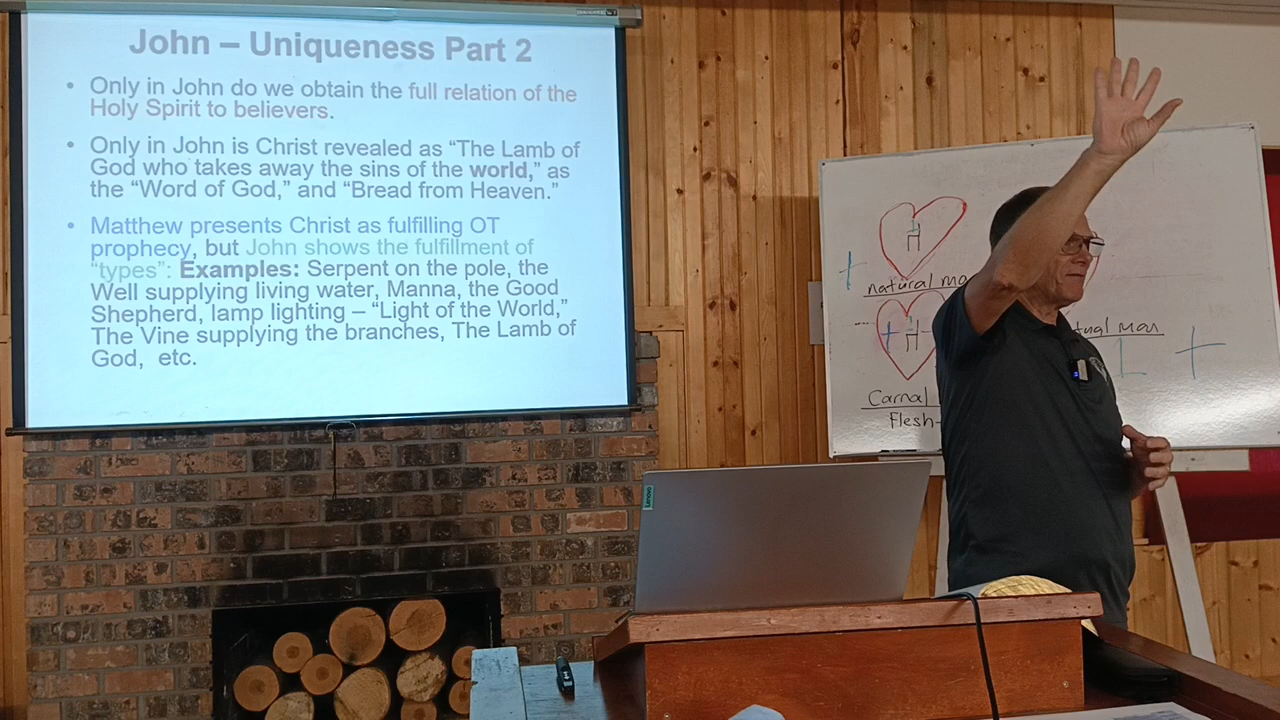 John – Uniqueness Part 2
• Only in John do we obtain the full relation of the
Holy Spirit to believers.
• Only in John is Christ revealed as “The Lamb of
God who takes away the sins of the world,” as
the “Word of God,” and “Bread from Heaven.”
• Matthew presents Christ as fulfilling OT
prophecy, but John shows the fulfillment of
“types”: Examples: Serpent on the pole, the
Well supplying living water, Manna, the Good
Shepherd, lamp lighting – “Light of the World,”
The Vine supplying the branches, The Lamb of
God, etc.
H
natural
H
Man
Carnal
Flesh-
Lenovo